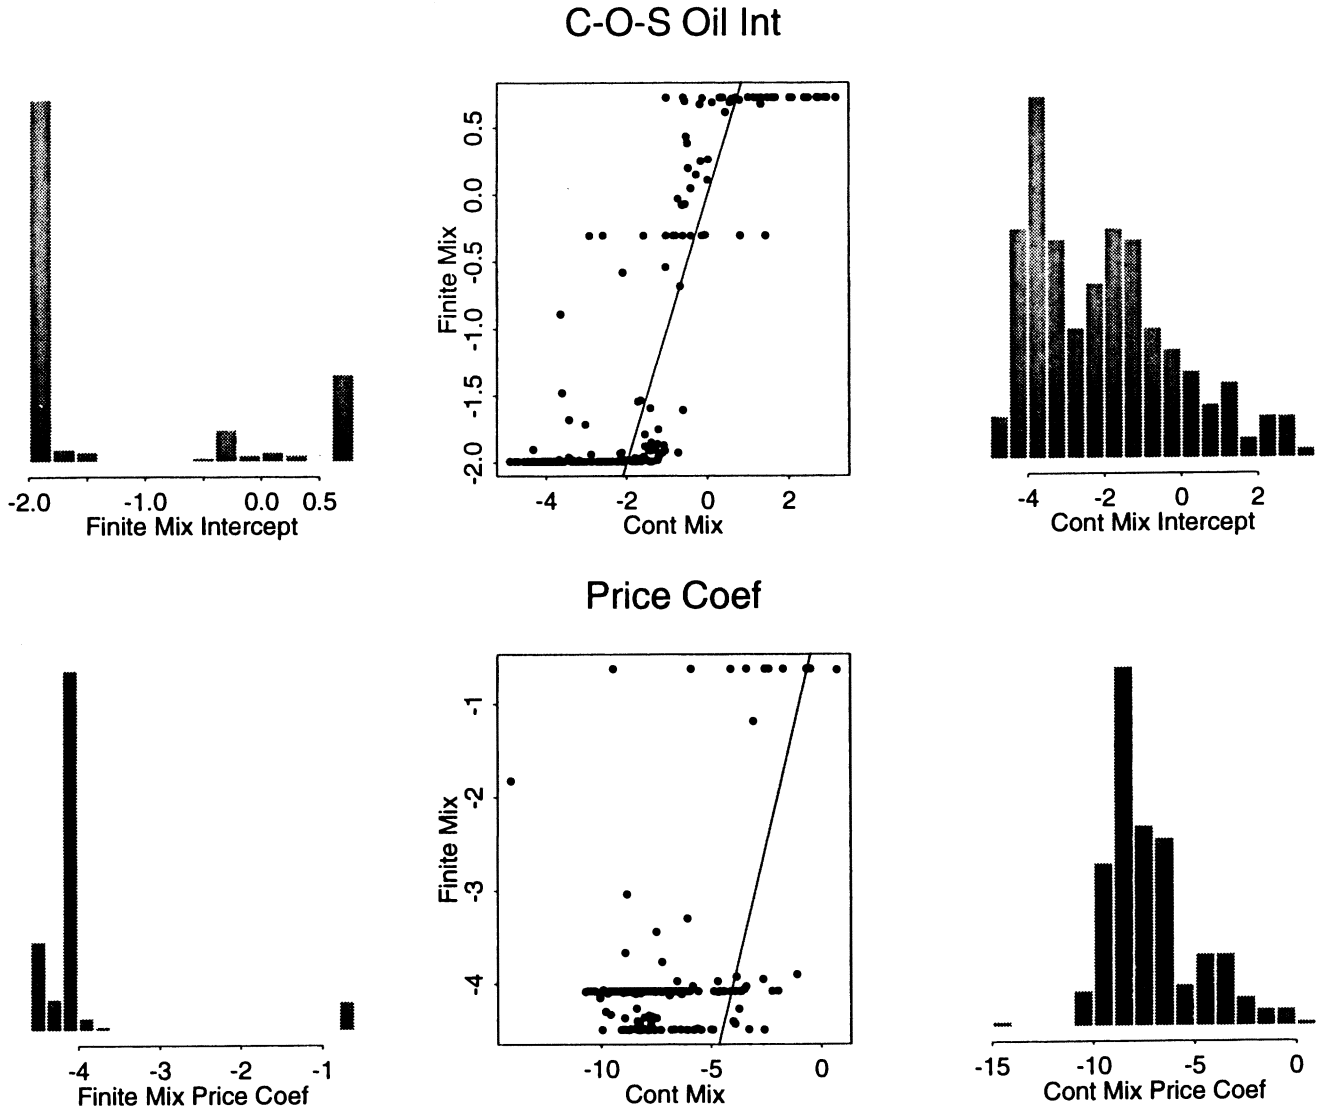 C-O-S Oil Int
Finite Mix
0.5
0.0
-0.5
-1.0
-1.5
-2.0
-2.0 -1.0 0.0 0.5
Finite Mix Intercept
-4 -2 0 2
Cont Mix
-4 -2 0 2
Cont Mix Intercept
Price Coef
Finite Mix
-1
-2
-3
-4
-4 -3 -2 -1
Finite Mix Price Coef
-10 -5 0
Cont Mix
-15 -10 -5 0
Cont Mix Price Coef